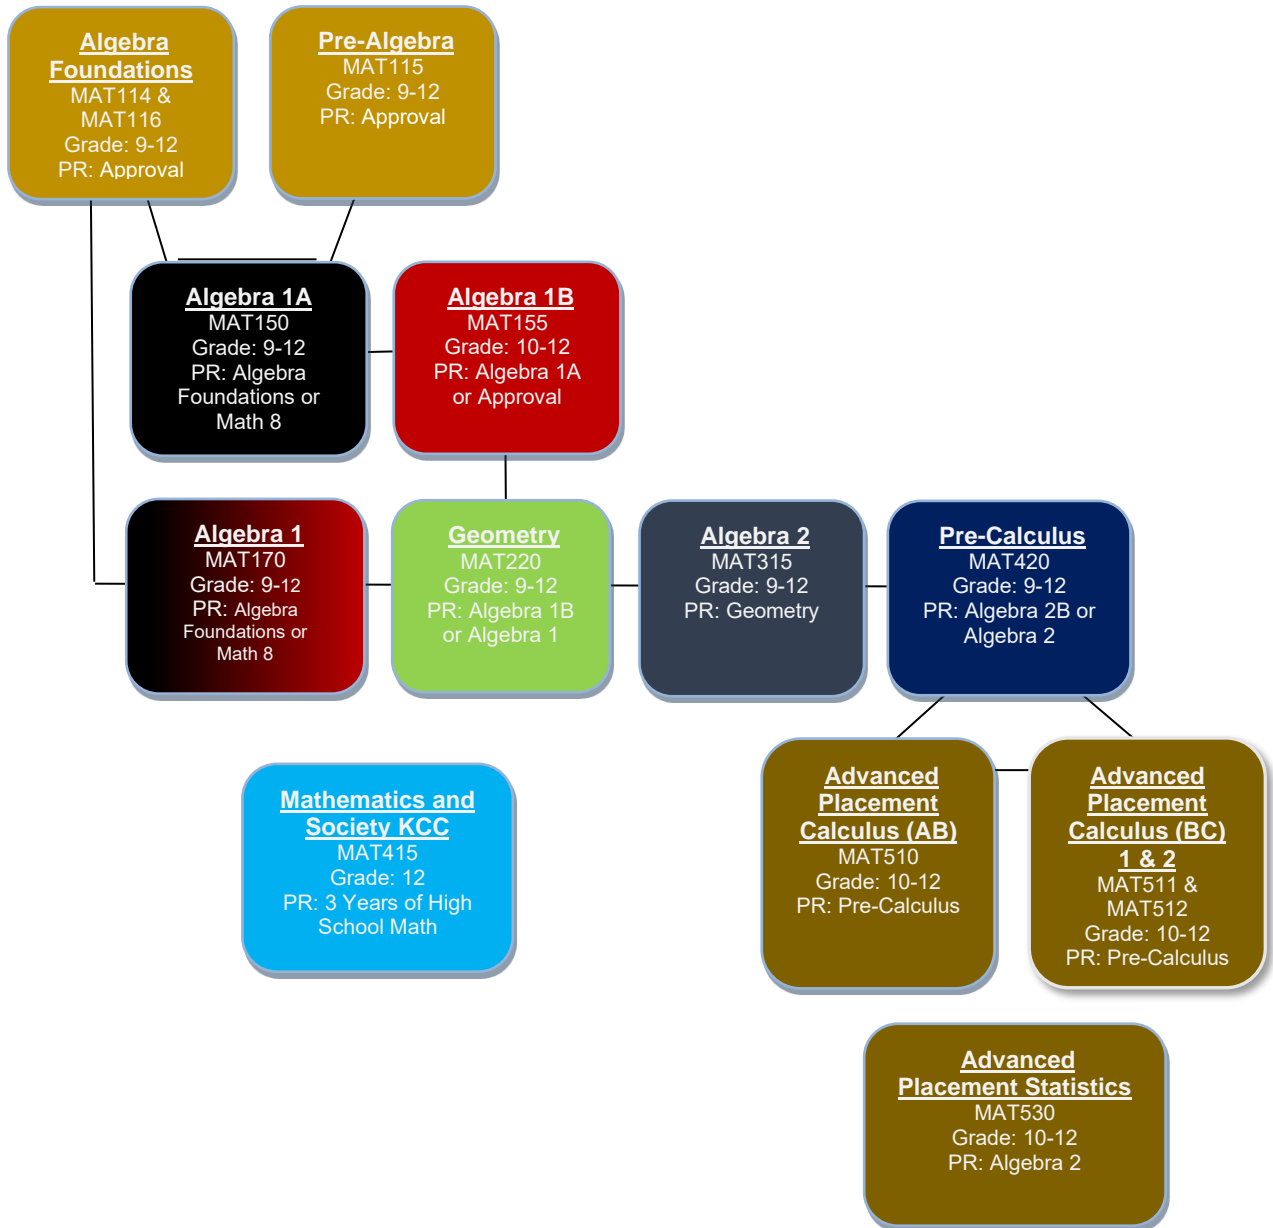 Algebra
Foundations
MAT114 &
MAT116
Grade: 9-12
PR: Approval
Pre-Algebra
MAT115
Grade: 9-12
PR: Approval
Algebra 1A
MAT150
Grade: 9-12
PR: Algebra
Foundations or
Math 8
Algebra 1B
MAT155
Grade: 10-12
PR: Algebra 1A
or Approval
Algebra 1
MAT170
Grade: 9-12
PR: Algebra
Foundations or
Math 8
Geometry
MAT220
Grade: 9-12
PR: Algebra 1B
or Algebra 1
Algebra 2
MAT315
Grade: 9-12
PR: Geometry
Pre-Calculus
MAT420
Grade: 9-12
PR: Algebra 2B or
Algebra 2
Mathematics and
Society KCC
MAT415
Grade: 12
PR: 3 Years of High
School Math
Advanced
Placement
Calculus (AB)
MAT510
Grade: 10-12
PR: Pre-Calculus
Advanced
Placement
Calculus (BC)
1 & 2
MAT511 &
MAT512
Grade: 10-12
PR: Pre-Calculus
Advanced
Placement Statistics
MAT530
Grade: 10-12
PR: Algebra 2